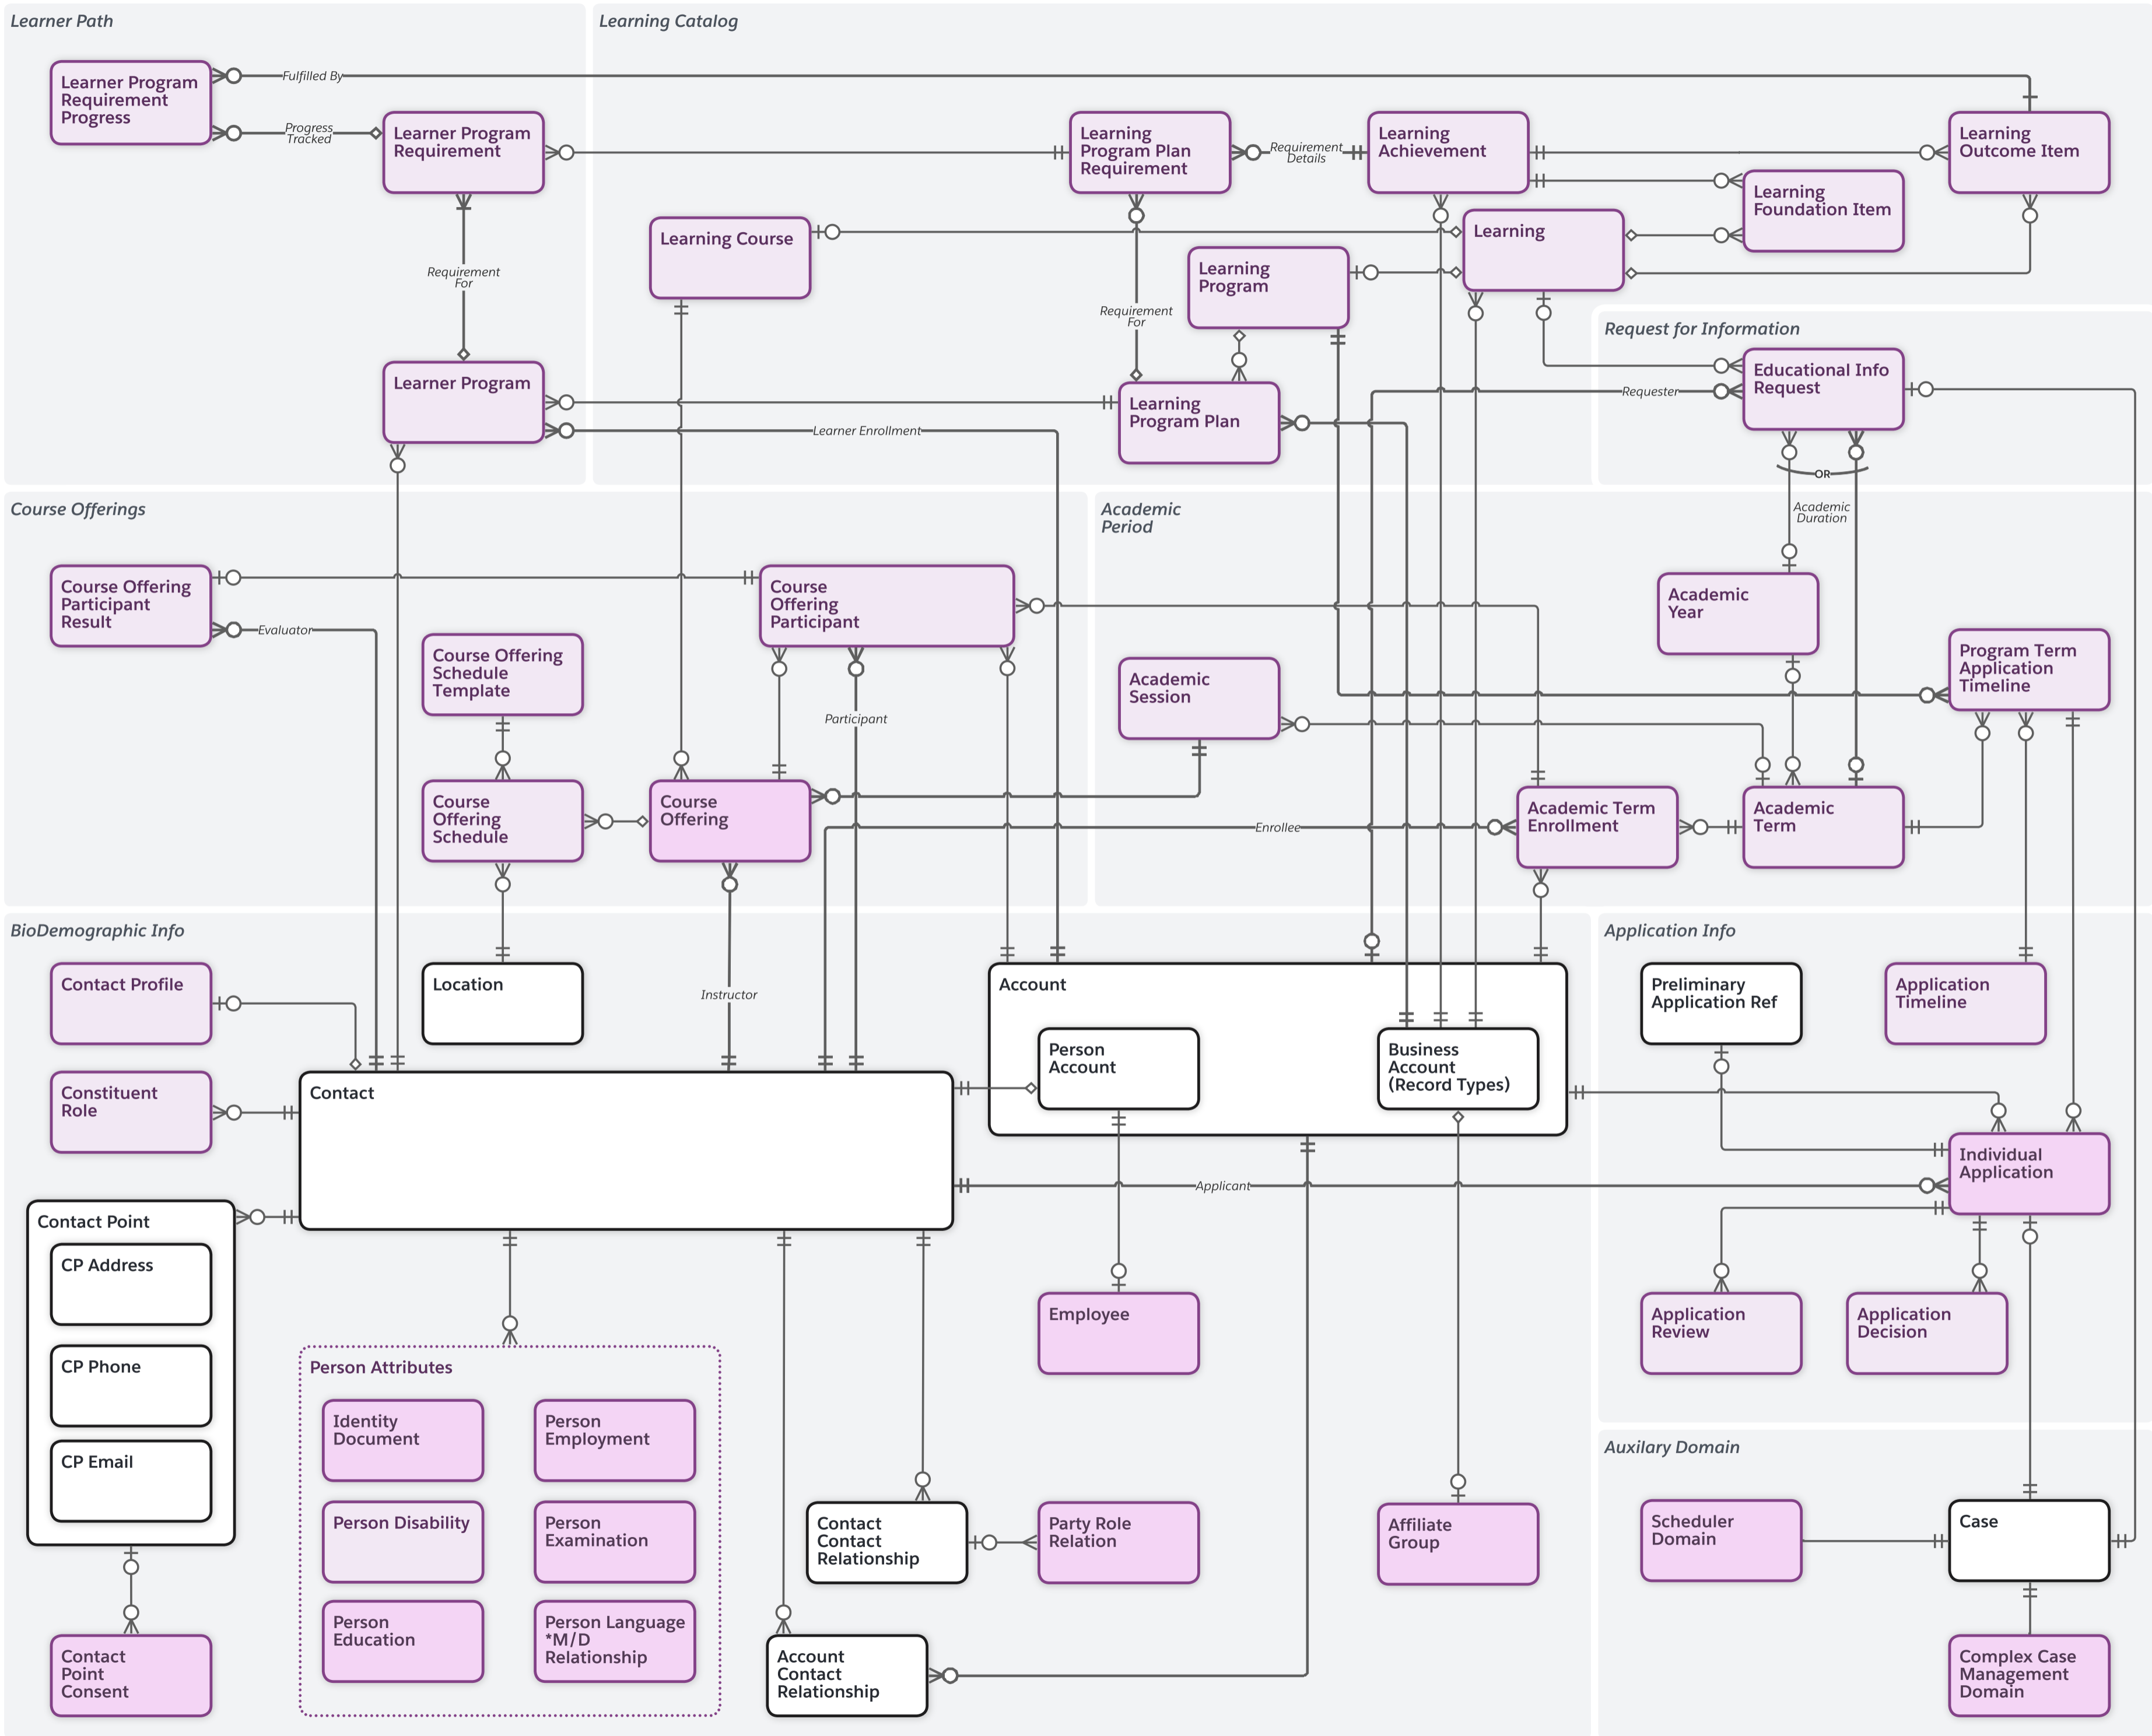 Learner Path
Learner Program
Requirement
Progress
Fulfilled By
Progress
Tracked
Learner Program
Requirement
Requirement
For
Learner Program
Learning Catalog
Learning
Program Plan
Requirement
Requirement
Details
Learning
Achievement
Learning
Outcome Item
Learning
Foundation Item
Learning Course
Learning
Learning
Program
Requirement
For
Learning
Program Plan
Learner Enrollment
Request for Information
Educational Info
Request
Requester
OR
Academic
Duration
Course Offerings
Course Offering
Participant
Result
Evaluator
Course
Offering
Participant
Course Offering
Schedule
Template
Participant
Course
Offering
Schedule
Course
Offering
Academic
Period
Academic
Year
Academic
Session
Program Term
Application
Timeline
Enrollee
Academic Term
Enrollment
Academic
Term
BioDemographic Info
Contact Profile
Location
Instructor
Account
Person
Account
Business
Account
(Record Types)
Constituent
Role
Contact
Applicant
Contact Point
CP Address
CP Phone
CP Email
Contact
Point
Consent
Person Attributes
Identity
Document
Person
Employment
Person Disability
Person
Examination
Person
Education
Person Language
*M/D
Relationship
Employee
Contact
Contact
Relationship
Party Role
Relation
Affiliate
Group
Account
Contact
Relationship
Application Info
Preliminary
Application Ref
Application
Timeline
Individual
Application
Application
Review
Application
Decision
Auxilary Domain
Scheduler
Domain
Case
Complex Case
Management
Domain